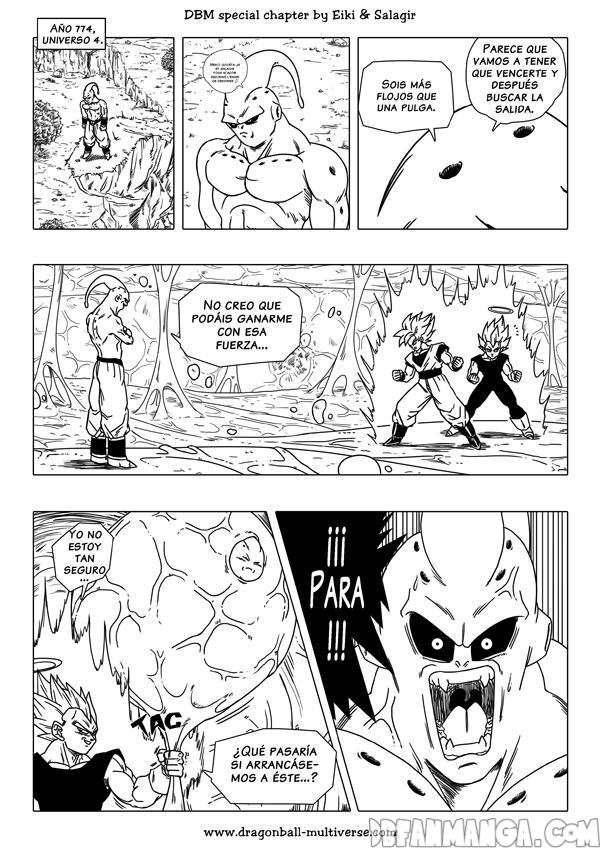 DBM special chapter by Eiki & Salagir
AÑO 774,
UNIVERSO 4.
SOIS MÁS
FLOJOS QUE
UNA PULGA.
PARECE QUE
VAMOS A TENER
QUE VENCERTE Y
DESPUÉS
BUSCAR LA
SALIDA.
NO CREO QUE
PODÁIS GANARME
CON ESA
FUERZA...
YO NO
ESTOY
TAN
SEGURO
...
TAC
¿QUÉ PASARÍA
SI ARRANCÁSE-
MOS A ÉSTE...?
¡¡¡
PARA
!!!
www.dragonball-multiverse.com
DBFANMANGA.COM